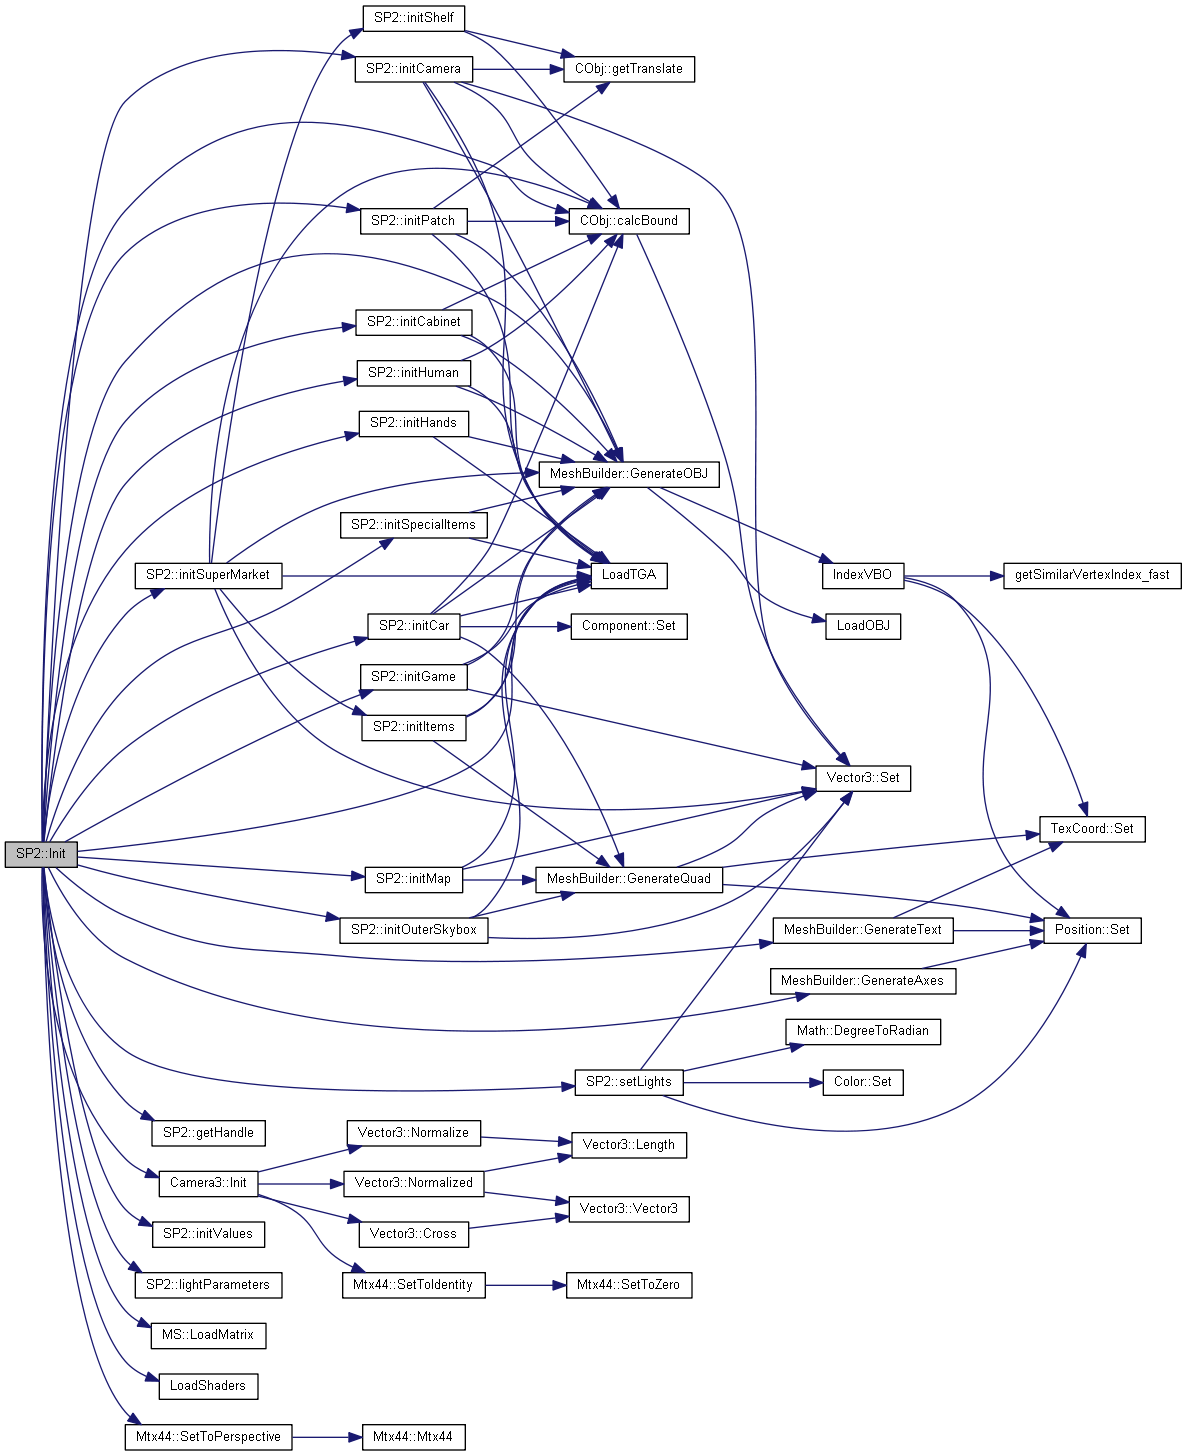 SP2::initShelf
SP2::initCamera
CObj::getTranslate
SP2::initPatch
CObj::calcBound
SP2::initCabinet
SP2::initHuman
SP2::initHands
MeshBuilder::GenerateOBJ
SP2::initSpecialItems
SP2::initSuperMarket
LoadTGA
IndexVBO
getSimilarVertexIndex_fast
SP2::initCar
Component::Set
LoadOBJ
SP2::initGame
SP2::initItems
Vector3::Set
TexCoord::Set
SP2::Init
SP2::initMap
MeshBuilder::GenerateQuad
SP2::initOuterSkybox
MeshBuilder::GenerateText
Position::Set
MeshBuilder::GenerateAxes
Math::DegreeToRadian
SP2::setLights
Color::Set
SP2::getHandle
Vector3::Normalize
Vector3::Length
Camera3::Init
Vector3::Normalized
Vector3::Vector3
SP2::initValues
Vector3::Cross
SP2::lightParameters
Mtx44::SetToIdentity
Mtx44::SetToZero
MS::LoadMatrix
LoadShaders
Mtx44::SetToPerspective
Mtx44::Mtx44